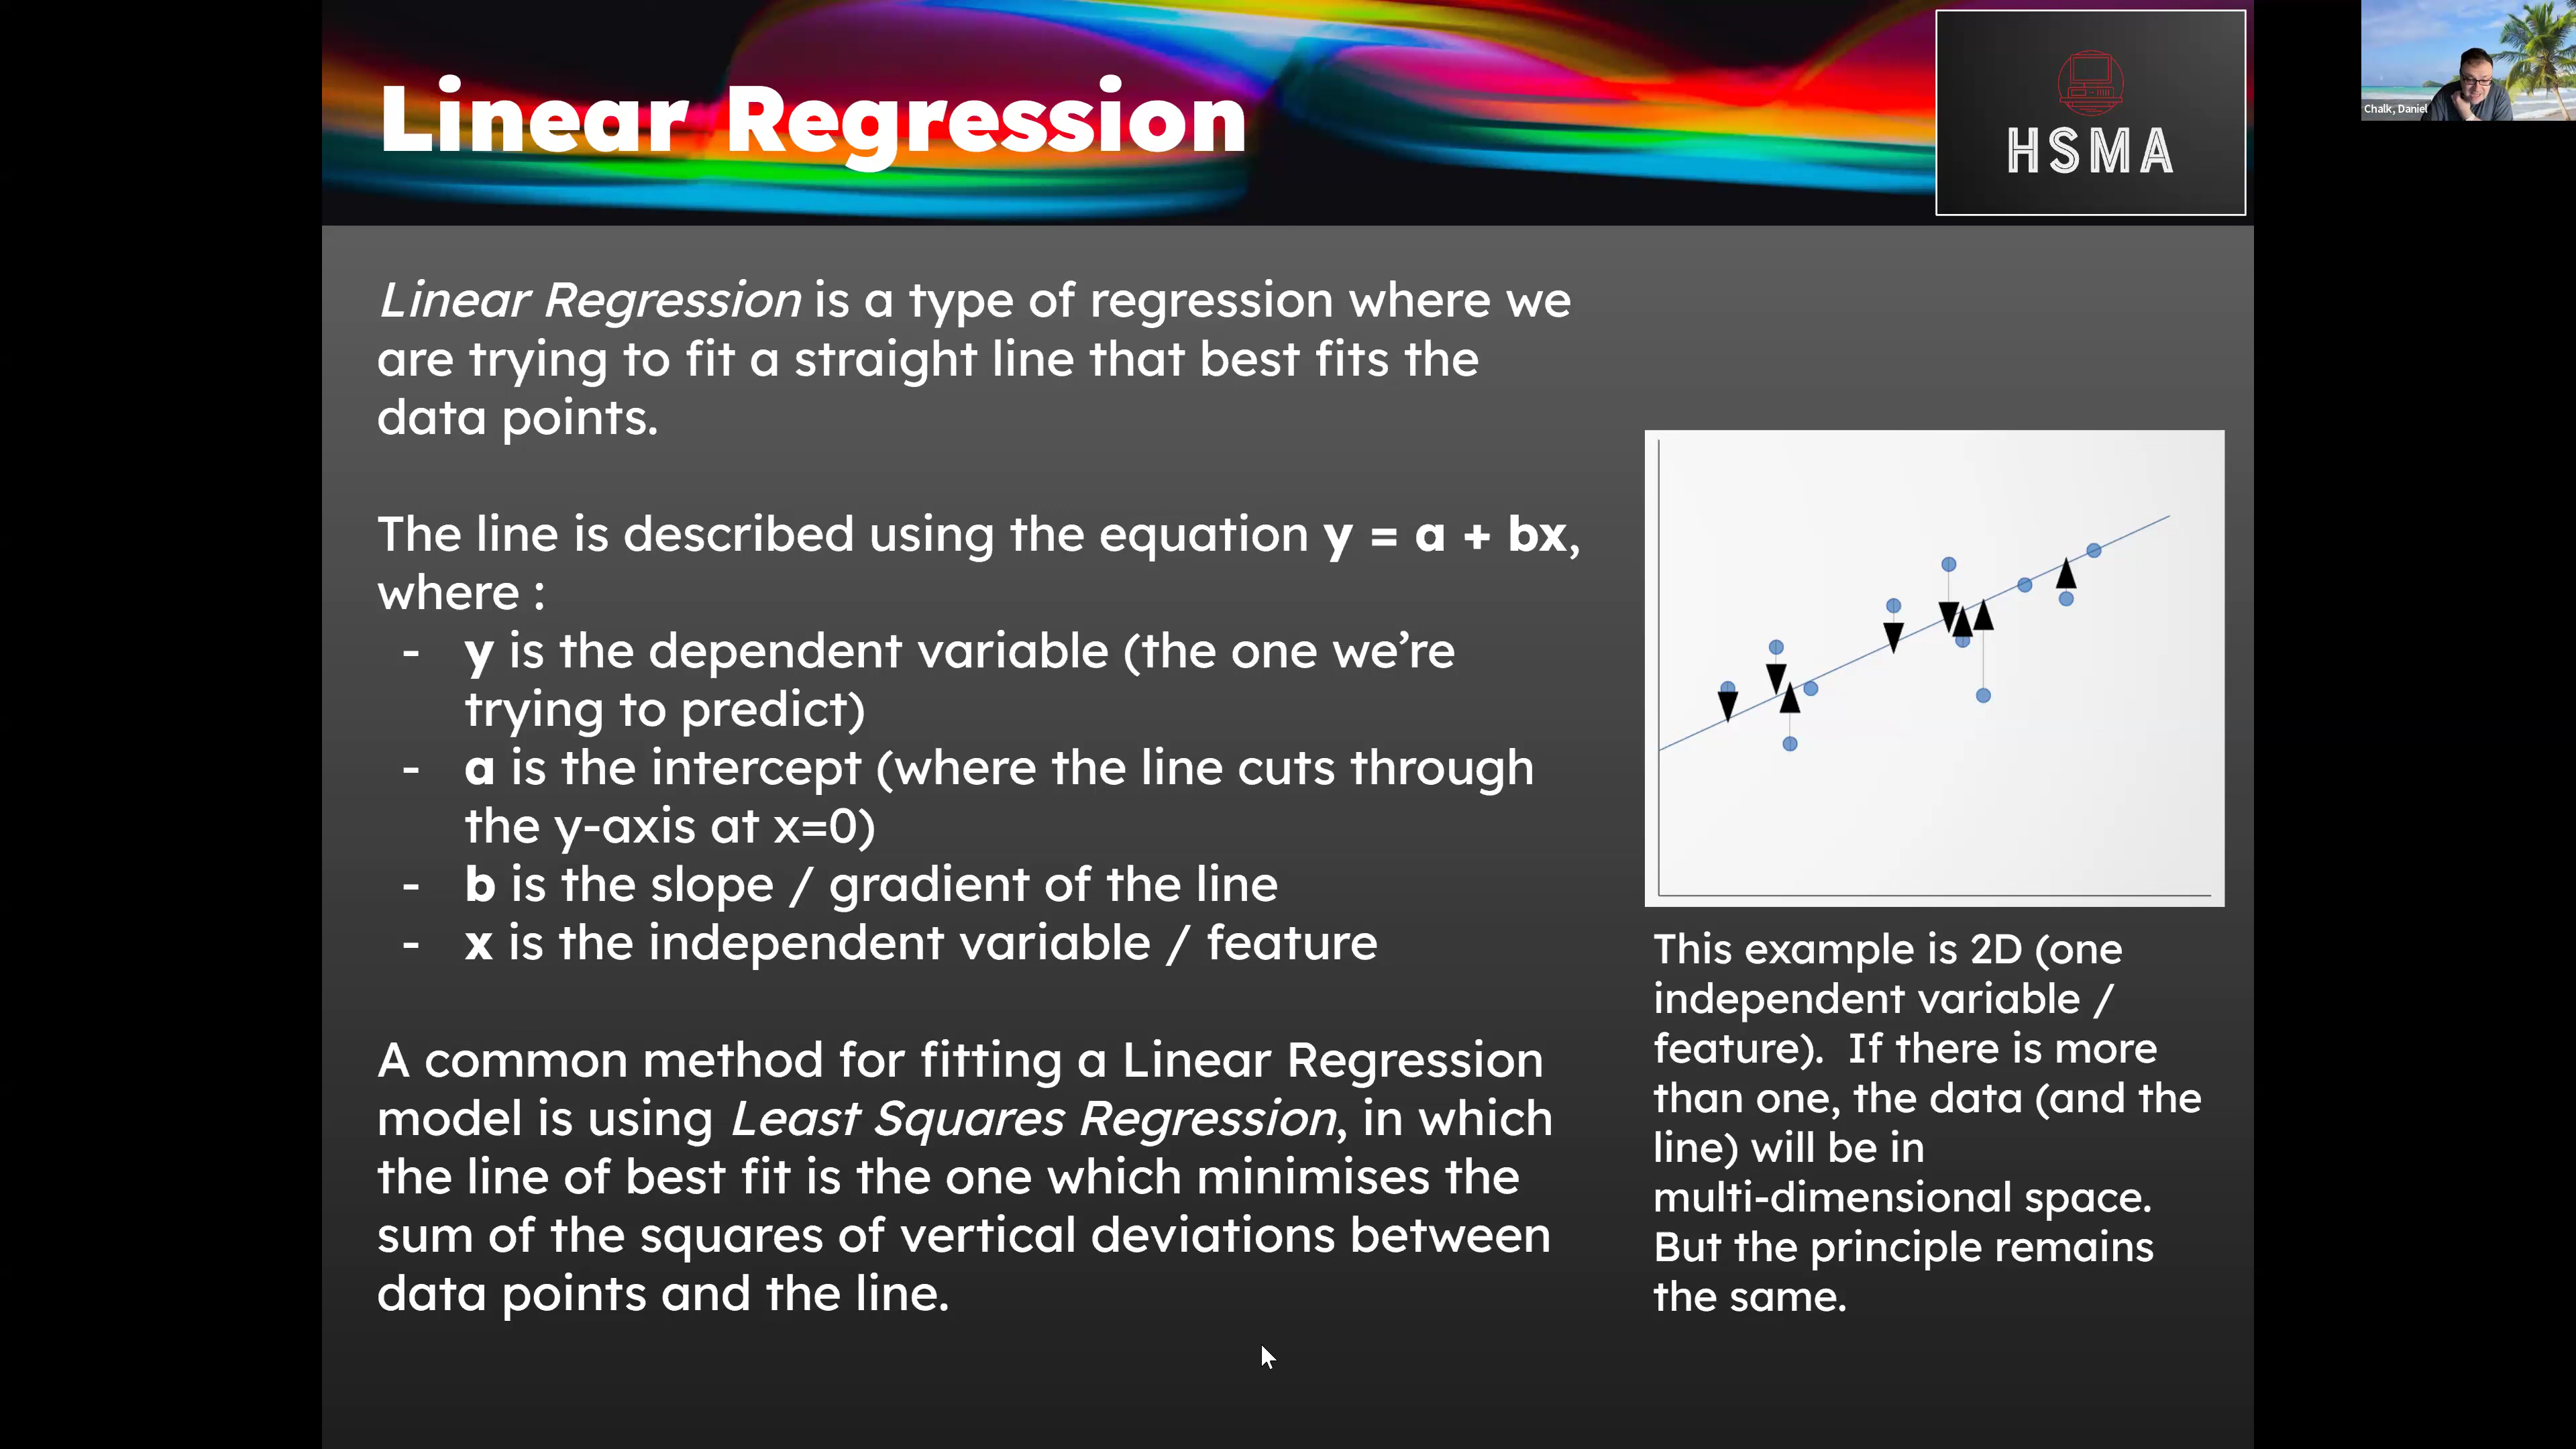 Linear Regression
HSMA
Chalk, Daniel
Linear Regression is a type of regression where we
are trying to fit a straight line that best fits the
data points.
The line is described using the equation y = a + bx,
where :
- y is the dependent variable (the one we’re
trying to predict)
- a is the intercept (where the line cuts through
the y-axis at x=0)
- b is the slope / gradient of the line
- x is the independent variable / feature
A common method for fitting a Linear Regression
model is using Least Squares Regression, in which
the line of best fit is the one which minimises the
sum of the squares of vertical deviations between
data points and the line.
This example is 2D (one
independent variable /
feature). If there is more
than one, the data (and the
line) will be in
multi-dimensional space.
But the principle remains
the same.